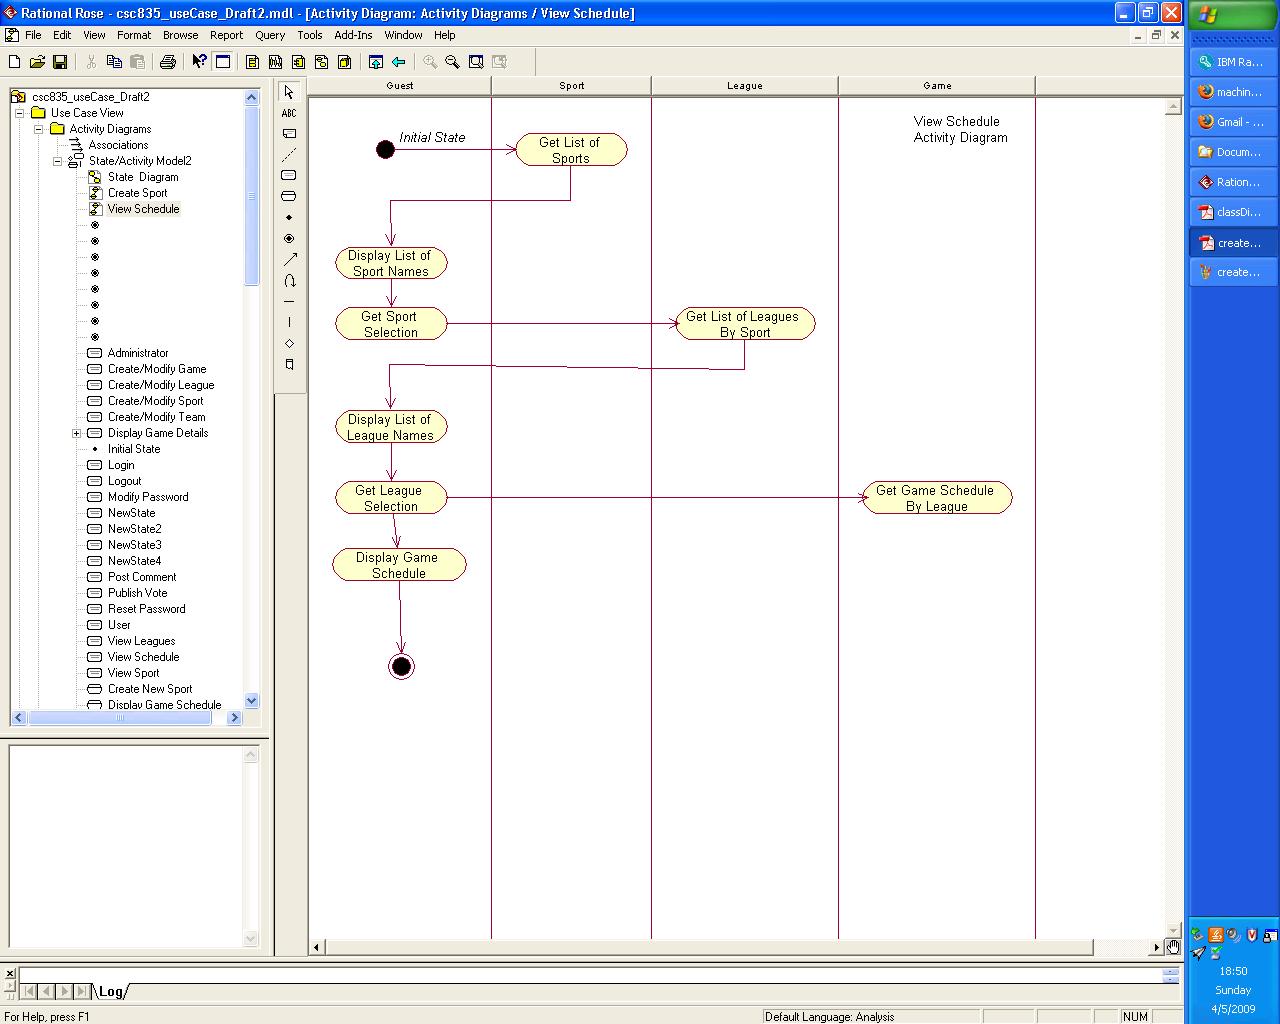 Rational Rose - csc835_useCase_Draft2.mdl - [Activity Diagram: Activity Diagrams / View Schedule]
File Edit View Format Browse Report Query Tools Add-Ins Window Help
csc835_useCase_Draft2
Use Case View
Activity Diagrams
Associations
State/Activity Model2
State Diagram
Create Sport
View Schedule
Administrator
Create/Modify Game
Create/Modify League
Create/Modify Sport
Create/Modify Team
Display Game Details
Initial State
Login
Logout
Modify Password
NewState
NewState2
NewState3
NewState4
Post Comment
Publish Vote
Reset Password
User
View Leagues
View Schedule
View Sport
Create New Sport
Display Game Schedule
ABC
Guest Sport League Game
View Schedule
Activity Diagram
Initial State
Get List of
Sports
Display List of
Sport Names
Get Sport
Selection
Get List of Leagues
By Sport
Display List of
League Names
Get League
Selection
Get Game Schedule
By League
Display Game
Schedule
Log
For Help, press F1
Default Language: Analysis
NUM
IBM Ra...
machin...
Gmail - ...
Docum...
Ration...
classDi...
create...
create...
18:50
Sunday
4/5/2009